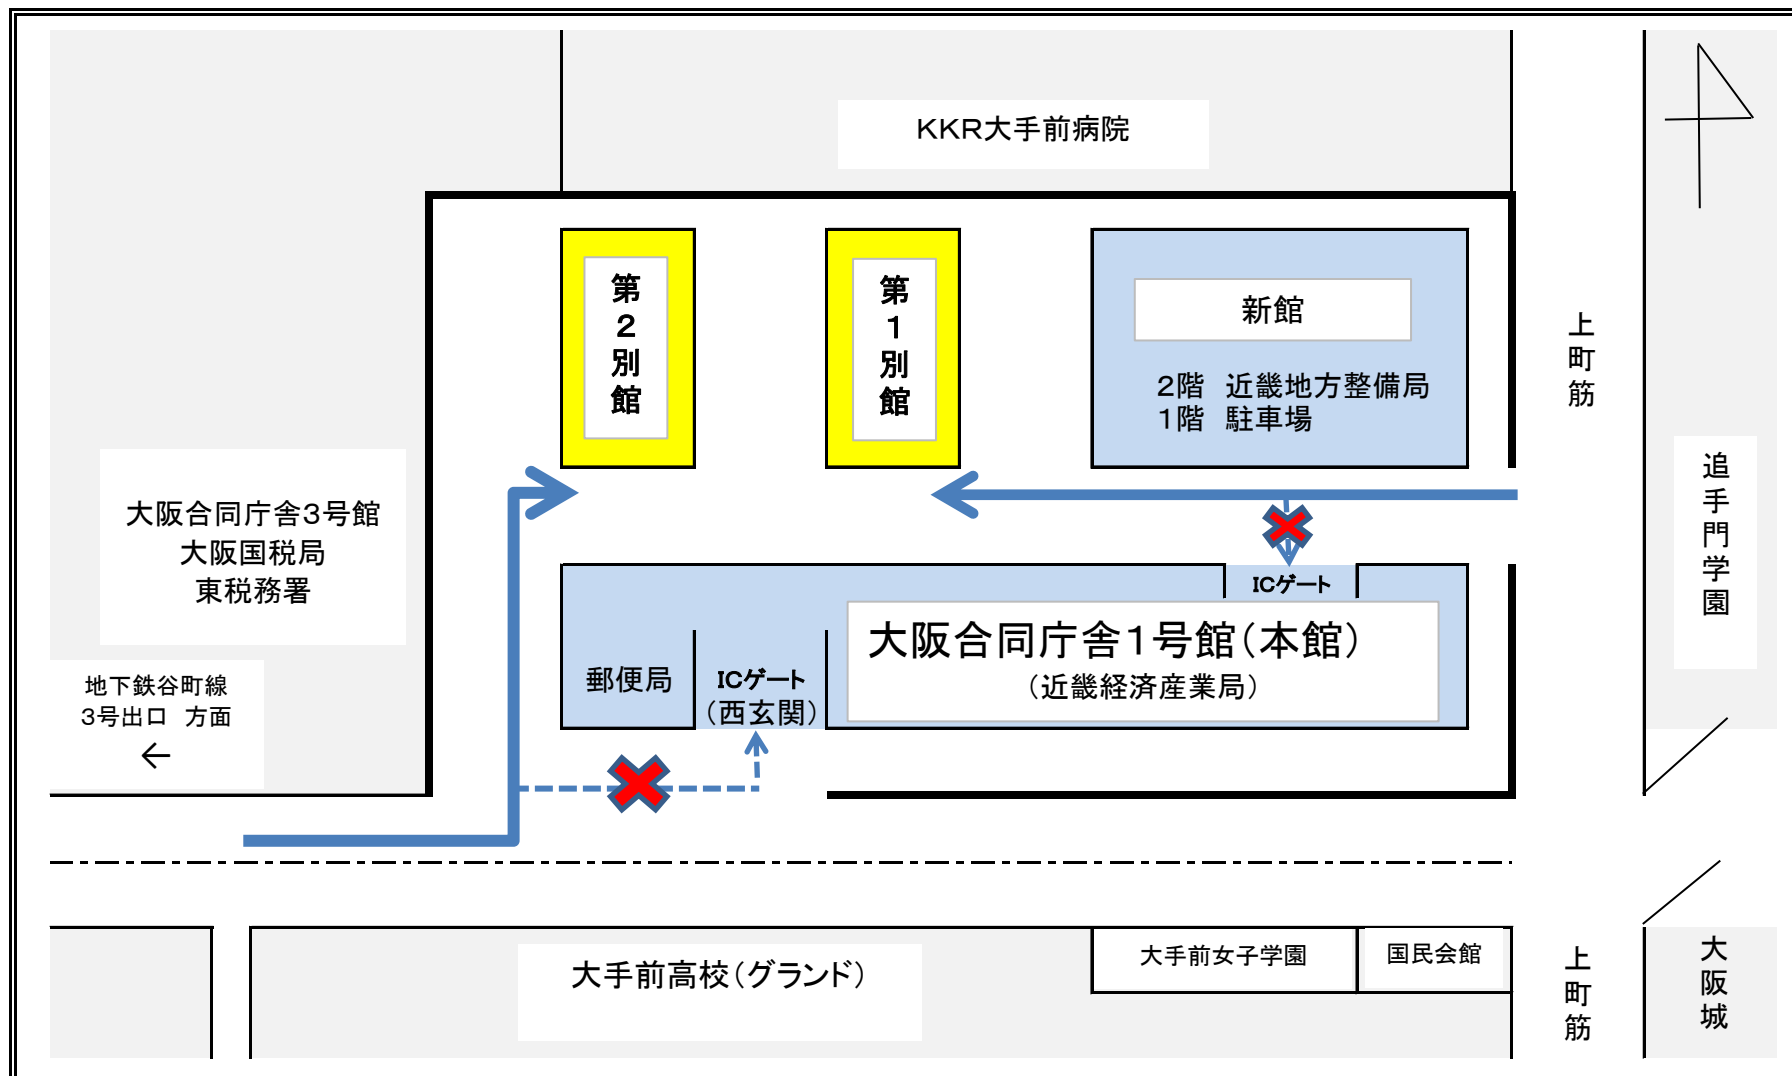 KKR大手前病院
第2別館
第1別館
新館
2階 近畿地方整備局
1階 駐車場
上町筋
追手門学園
大阪合同庁舎3号館
大阪国税局
東税務署
ICゲート
大阪合同庁舎1号館(本館)
(近畿経済産業局)
郵便局
ICゲート
(西玄関)
地下鉄谷町線
3号出口 方面
←
大手前高校(グランド)
大手前女子学園
国民会館
上町筋
大阪城